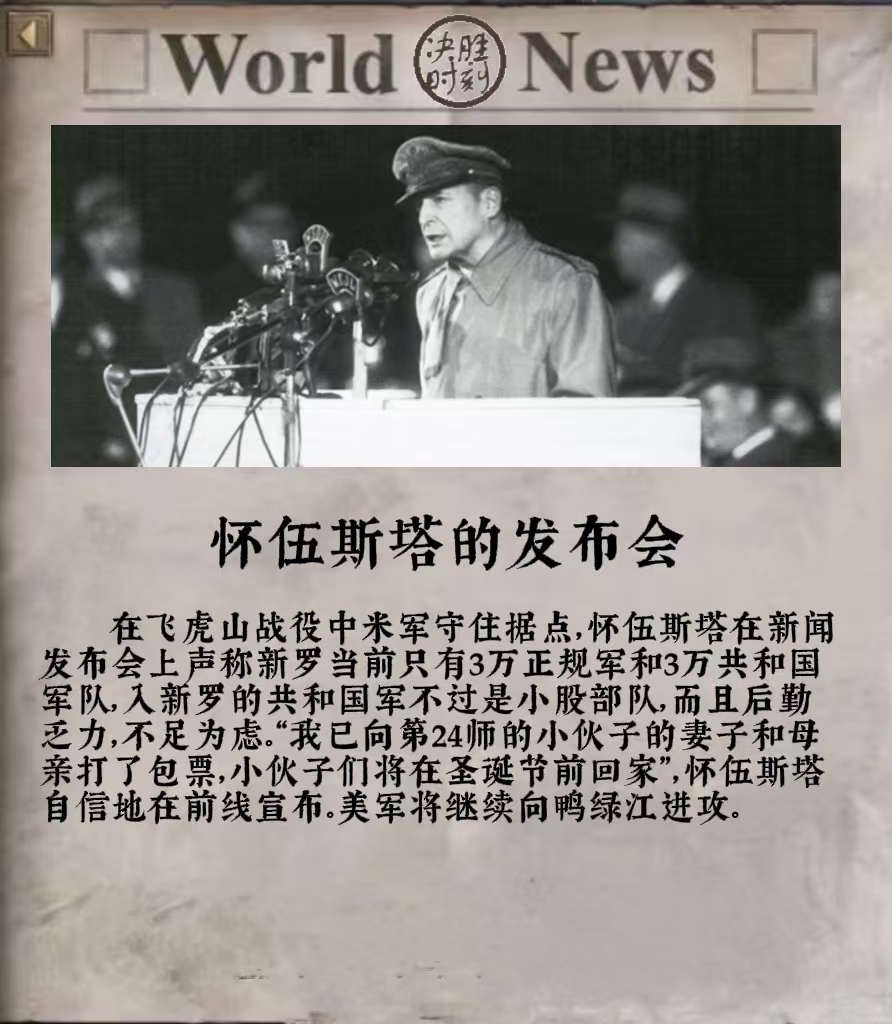 World 决胜时刻 News
怀伍斯塔的发布会
在飞虎山战役中米军守住据点,怀伍斯塔在新闻
发布会上声称新罗当前只有3万正规军和3万共和国
军队,入新罗的共和国军不过是小股部队,而且后勤
乏力,不足为虑。“我已向第24师的小伙子的妻子和母
亲打了包票,小伙子们将在圣诞节前回家”,怀伍斯塔
自信地在前线宣布。美军将继续向鸭绿江进攻。